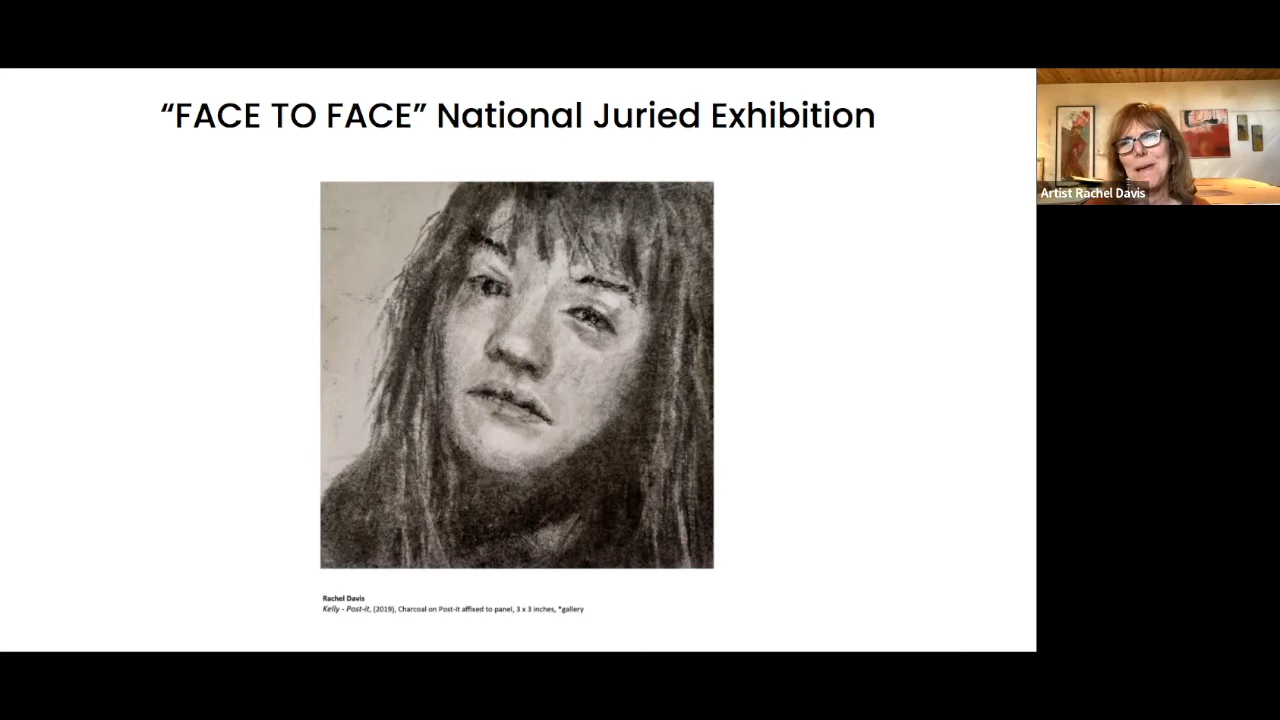 “FACE TO FACE” National Juried Exhibition
Artist Rachel Davis
Rachel Davis
Kelly - Post-it, (2019), Charcoal on Post-it affixed to panel, 3 x 3 inches, *gallery